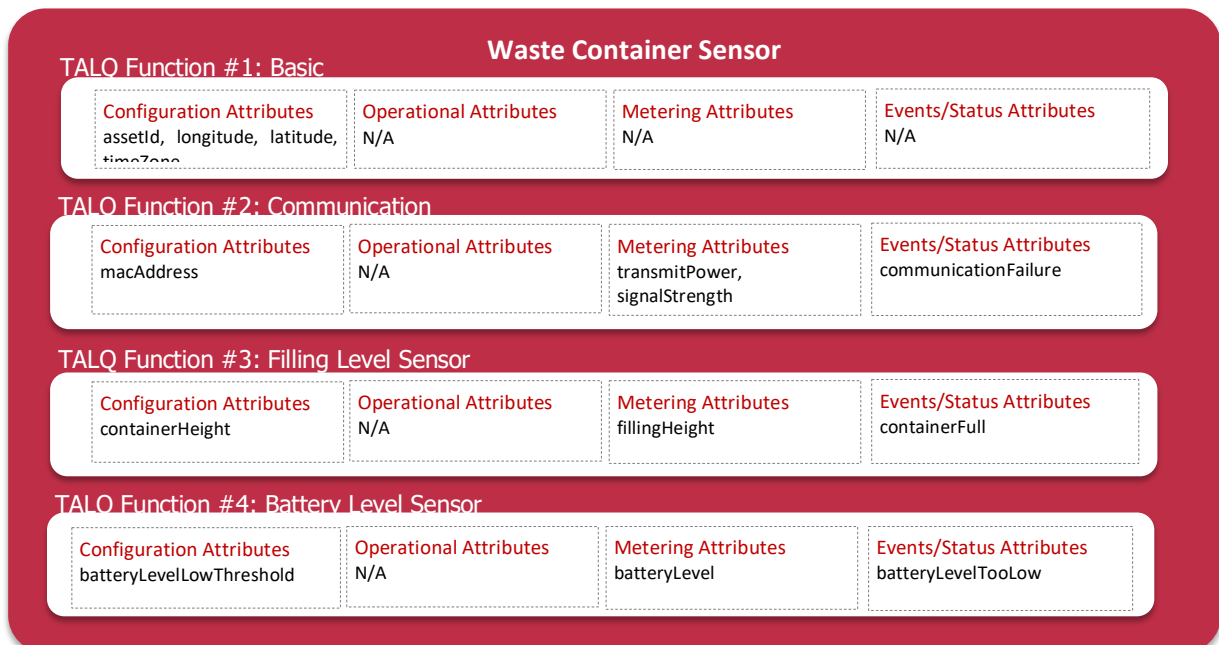 Waste Container Sensor
TALQ Function #1: Basic
Configuration Attributes
assetId, longitude, latitude,
timeZone
Operational Attributes
N/A
Metering Attributes
N/A
Events/Status Attributes
N/A
TALQ Function #2: Communication
Configuration Attributes
macAddress
Operational Attributes
N/A
Metering Attributes
transmitPower,
signalStrength
Events/Status Attributes
communicationFailure
TALQ Function #3: Filling Level Sensor
Configuration Attributes
containerHeight
Operational Attributes
N/A
Metering Attributes
fillingHeight
Events/Status Attributes
containerFull
TALQ Function #4: Battery Level Sensor
Configuration Attributes
batteryLevelLowThreshold
Operational Attributes
N/A
Metering Attributes
batteryLevel
Events/Status Attributes
batteryLevelTooLow